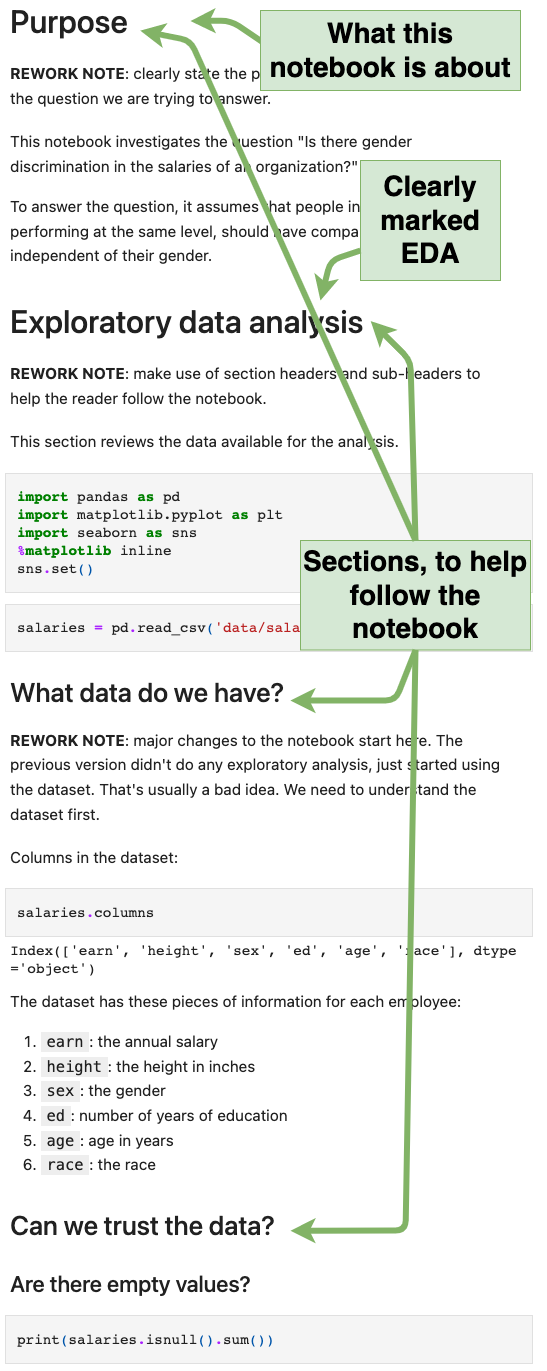 Purpose
What this
notebook is about
REWORK NOTE: clearly state the p
the question we are trying to answer.
This notebook investigates the question "Is there gender
discrimination in the salaries of an organization?"
To answer the question, it assumes that people in
performing at the same level, should have compa
independent of their gender.
Clearly
marked
EDA
Exploratory data analysis
REWORK NOTE: make use of section headers and sub-headers to
help the reader follow the notebook.
This section reviews the data available for the analysis.
import pandas as pd
import matplotlib.pyplot as plt
import seaborn as sns
%matplotlib inline
sns.set()
Sections, to help
follow the
notebook
salaries = pd.read_csv('data/sala
What data do we have?
REWORK NOTE: major changes to the notebook start here. The
previous version didn't do any exploratory analysis, just started using
the dataset. That's usually a bad idea. We need to understand the
dataset first.
Columns in the dataset:
salaries.columns
Index(['earn', 'height', 'sex', 'ed', 'age', 'race'], dtype
='object')
The dataset has these pieces of information for each employee:
1. earn : the annual salary
2. height : the height in inches
3. sex : the gender
4. ed : number of years of education
5. age : age in years
6. race : the race
Can we trust the data?
Are there empty values?
print(salaries.isnull().sum())